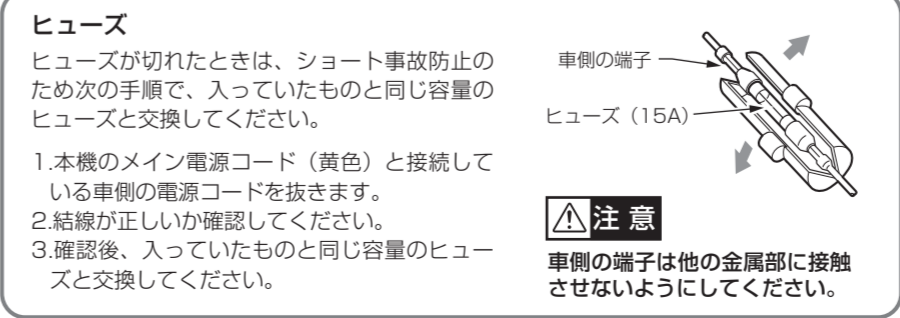 ヒューズ
ヒューズが切れたときは、ショート事故防止の
ため次の手順で、入っていたものと同じ容量の
ヒューズと交換してください。
1.本機のメイン電源コード（黄色）と接続して
いる車側の電源コードを抜きます。
2.結線が正しいか確認してください。
3.確認後、入っていたものと同じ容量のヒュー
ズと交換してください。
車側の端子
ヒューズ（15A）
注 意
車側の端子は他の金属部に接触
させないようにしてください。